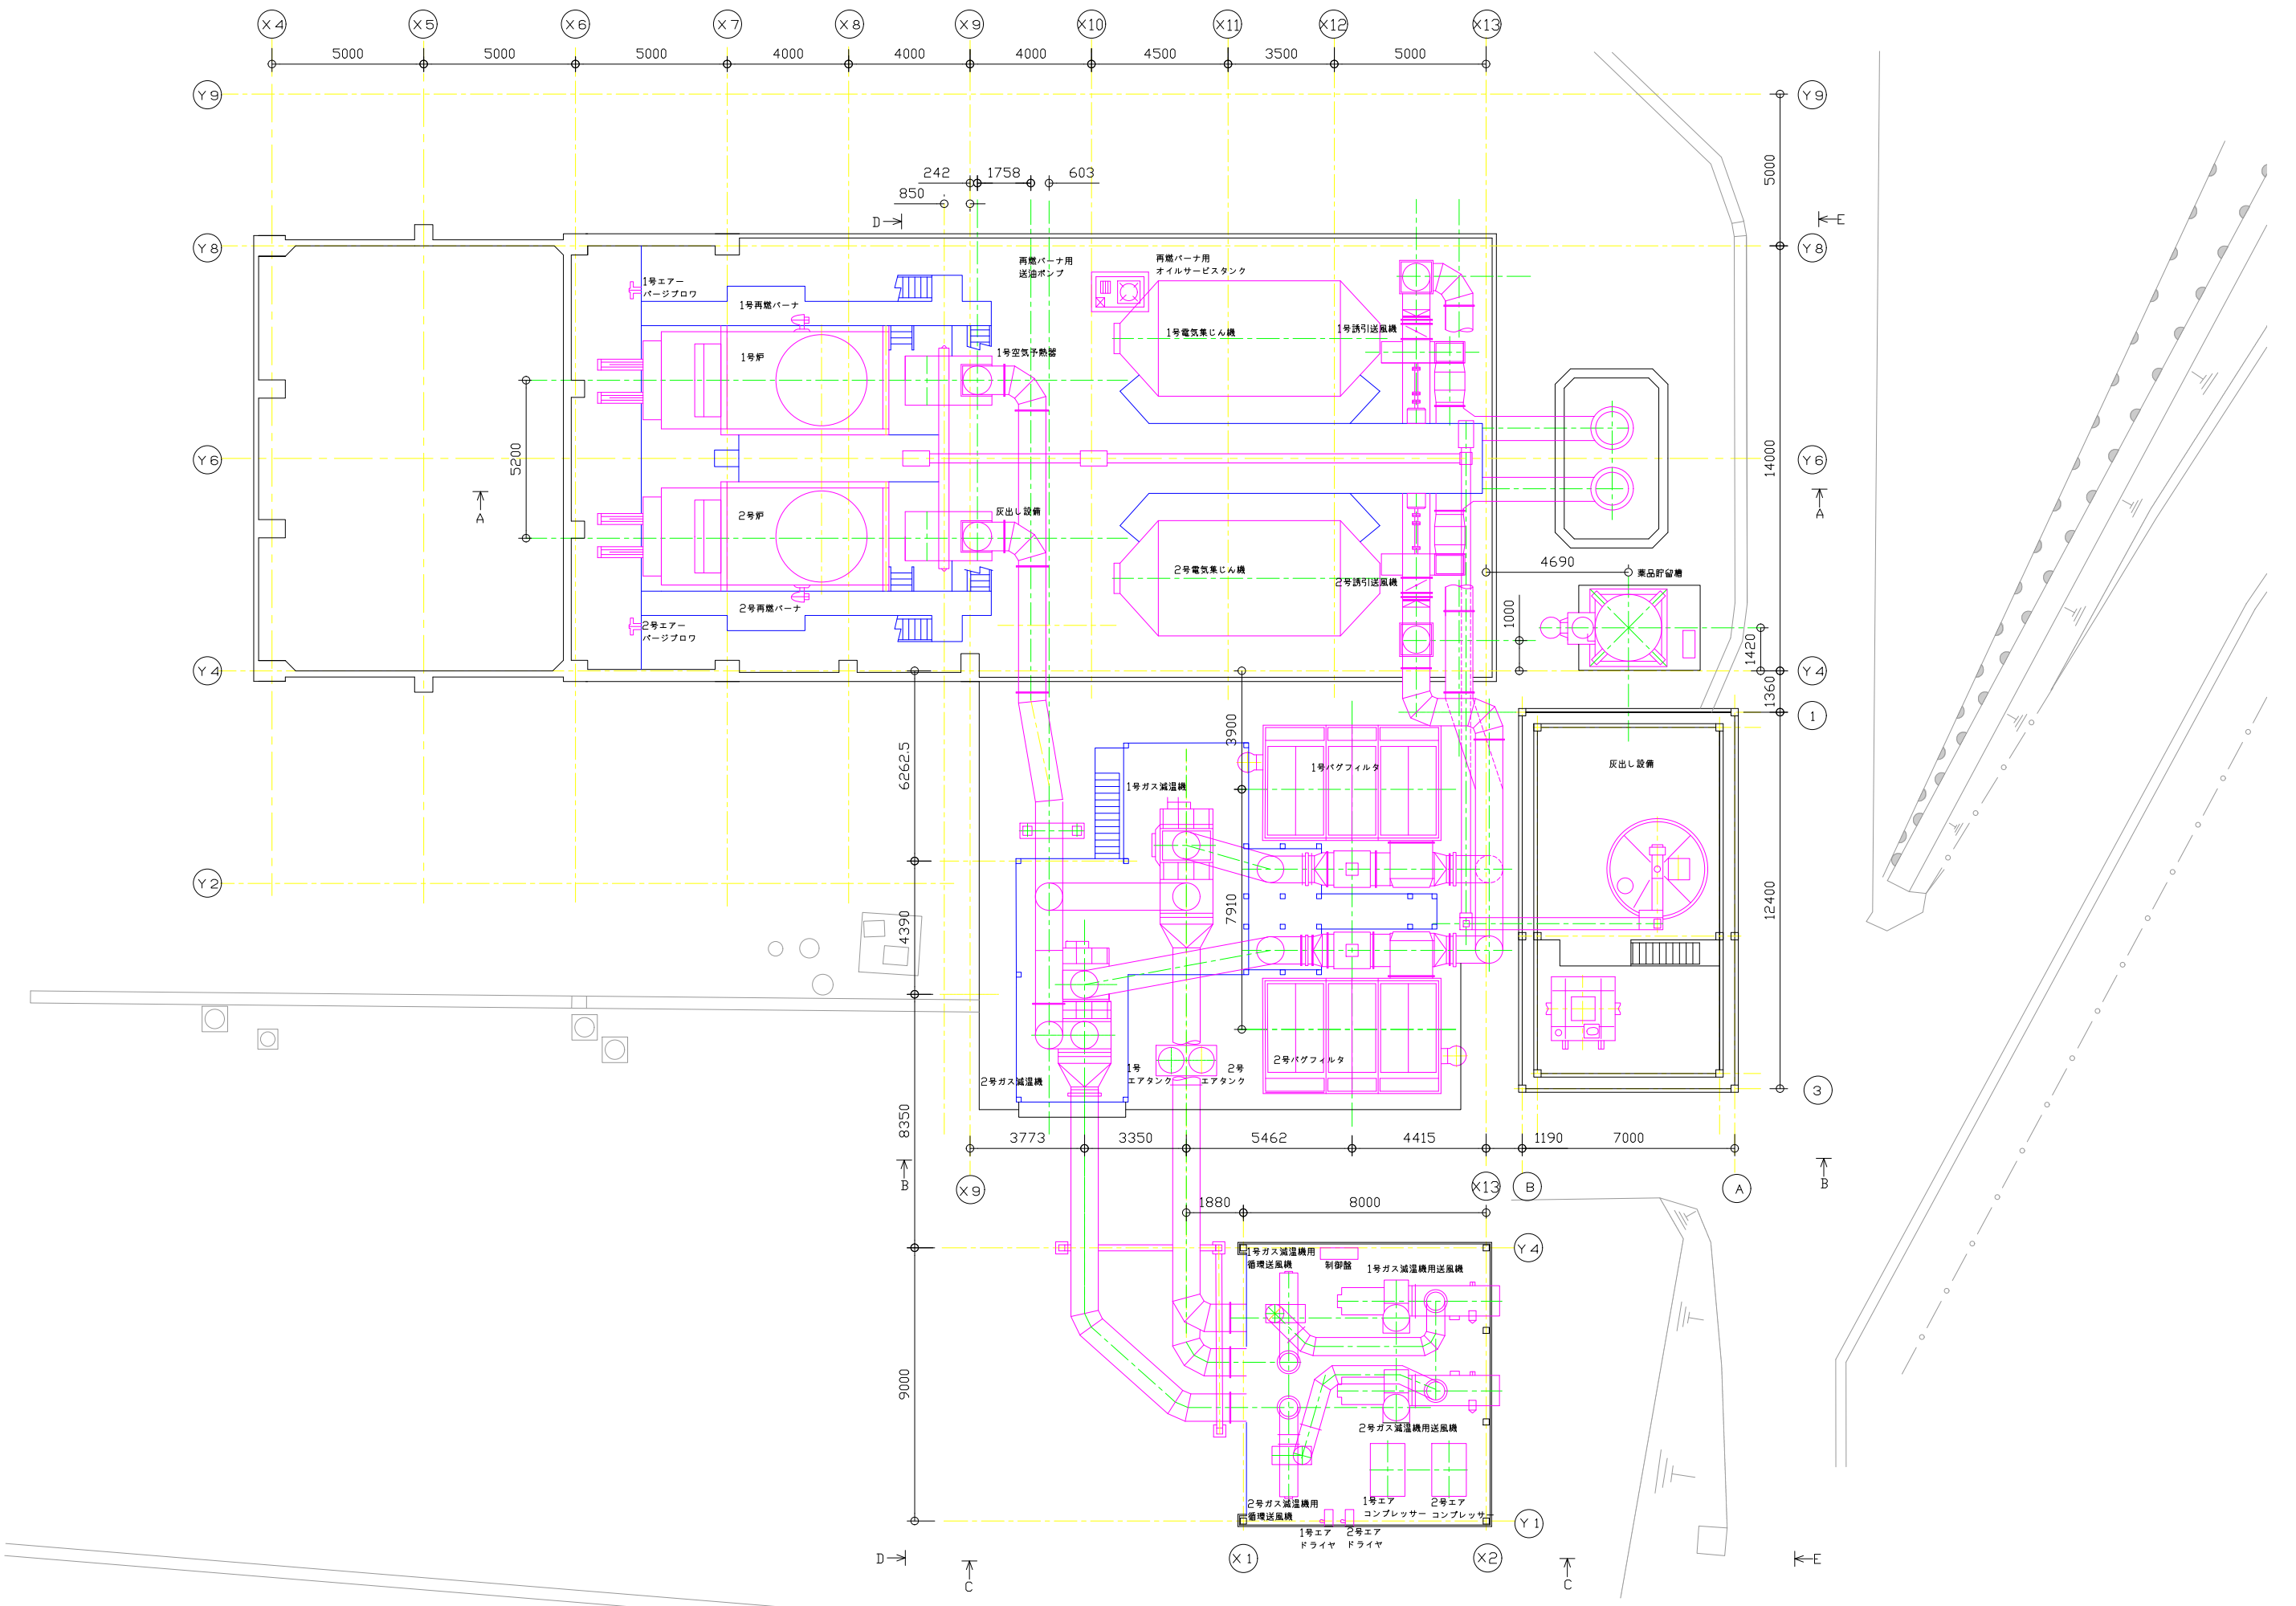 X4
X5
X6
X7
X8
X9
X10
X11
X12
X13
5000
5000
5000
4000
4000
4000
4500
3500
5000
Y9
Y9
5000
242
1758
603
850
D
E
Y8
Y8
再燃バーナ用
送油ポンプ
再燃バーナ用
オイルサービスタンク
1号エアー
パージブロワ
1号再燃バーナ
1号電気集じん機
1号誘引送風機
1号炉
1号空気予熱器
5200
Y6
Y6
14000
A
A
2号炉
灰出し設備
2号電気集じん機
2号誘引送風機
4690
薬品貯留槽
2号再燃バーナ
1000
2号エアー
パージブロワ
1420
Y4
Y4
1360
1
6262.5
3900
1号バグフィルタ
灰出し設備
1号ガス減温機
Y2
4390
7910
12400
2号バグフィルタ
1号
エアタンク
2号
エアタンク
2号ガス減温機
3
8350
3773
3350
5462
4415
1190
7000
B
B
X9
X13
B
A
1880
8000
1号ガス減温機用
循環送風機
制御盤
1号ガス減温機用送風機
Y4
9000
2号ガス減温機用送風機
2号ガス減温機用
循環送風機
1号エア
コンプレッサー
2号エア
コンプレッサー
Y1
1号エア
ドライヤ
2号エア
ドライヤ
D
C
X1
X2
C
E